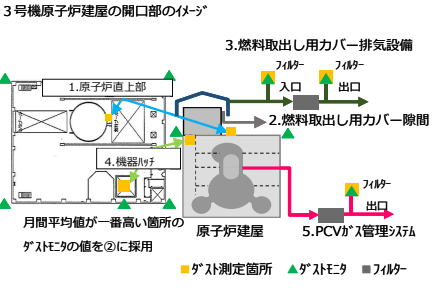 ３号機原子炉建屋の開口部のｲﾒｰｼﾞ
3.燃料取出し用カバー排気設備
ﾌｨﾙﾀｰ
ﾌｨﾙﾀｰ
1.原子炉直上部
入口
出口
2.燃料取出し用カバー隙間
4.機器ﾊｯﾁ
ﾌｨﾙﾀｰ
出口
月間平均値が一番高い箇所の
ﾀﾞｽﾄﾓﾆﾀの値を②に採用
原子炉建屋
5.PCVｶﾞｽ管理ｼｽﾃﾑ
ﾀﾞｽﾄ測定箇所
ﾀﾞｽﾄﾓﾆﾀ
ﾌｨﾙﾀｰ